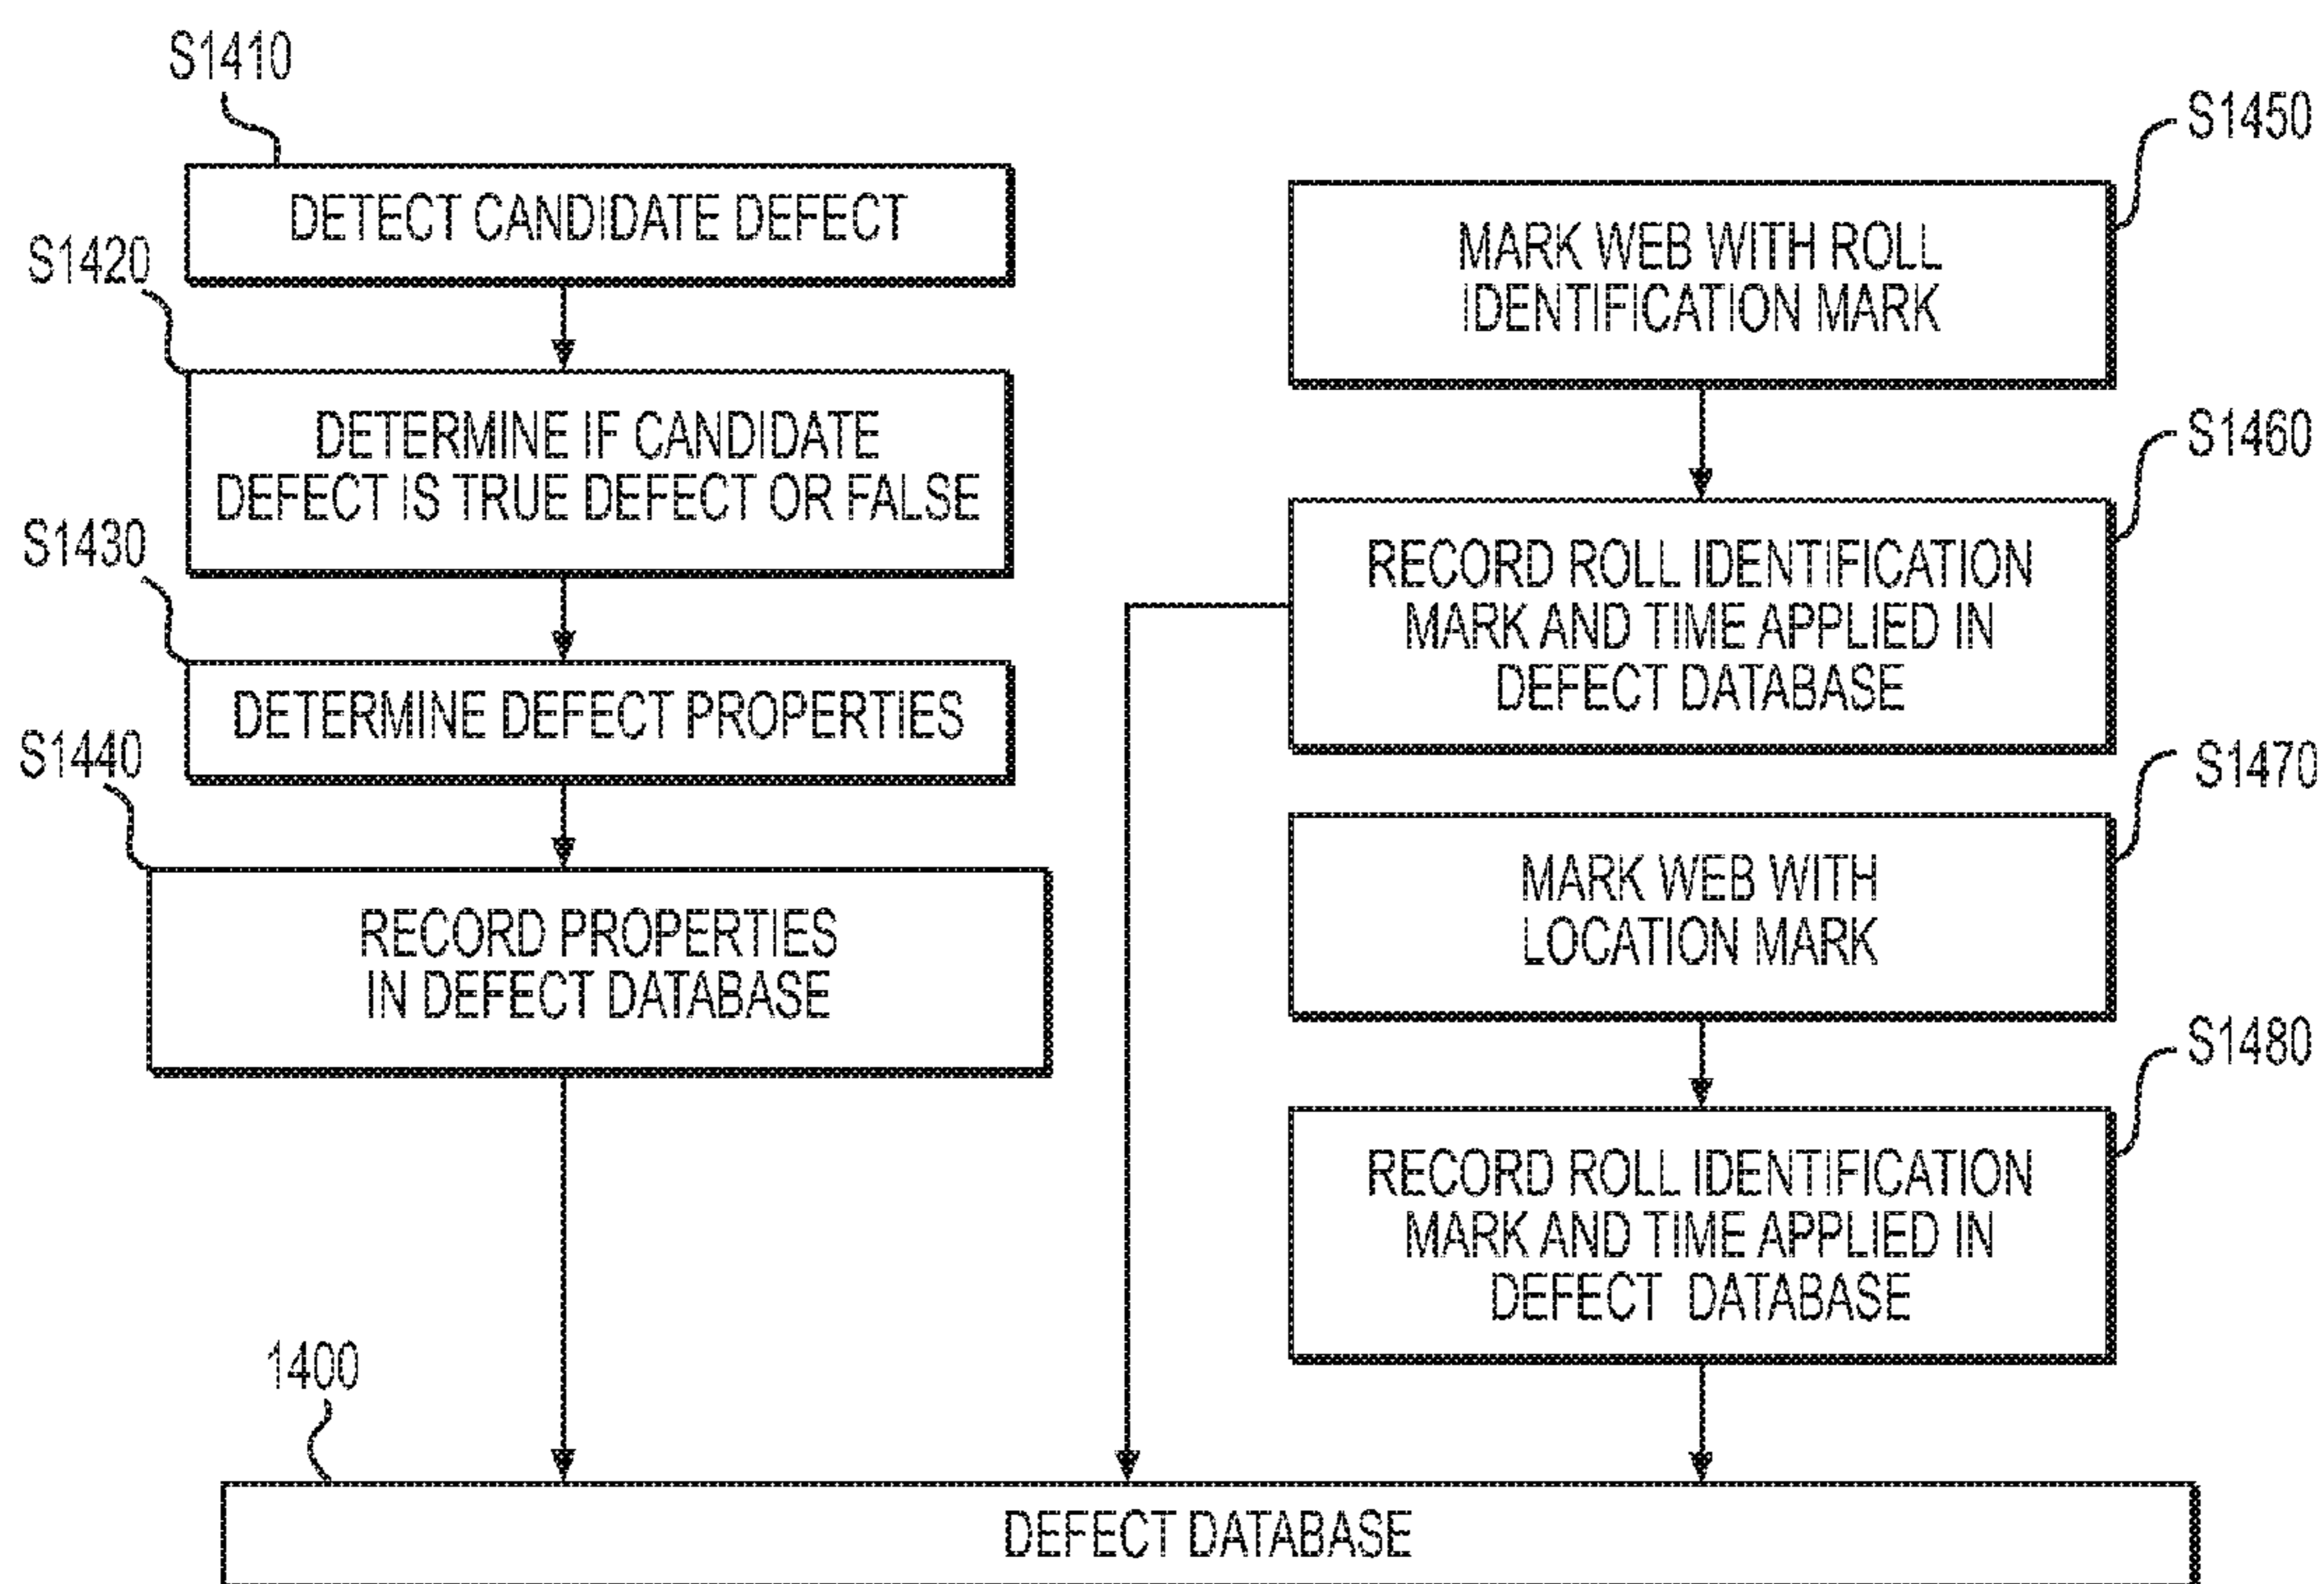 S1410
DETECT CANDIDATE DEFECT
S1420
DETERMINE IF CANDIDATE
DEFECT IS TRUE DEFECT OR FALSE
S1430
DETERMINE DEFECT PROPERTIES
S1440
RECORD PROPERTIES
IN DEFECT DATABASE
S1450
MARK WEB WITH ROLL
IDENTIFICATION MARK
S1460
RECORD ROLL IDENTIFICATION
MARK AND TIME APPLIED IN
DEFECT DATABASE
S1470
MARK WEB WITH
LOCATION MARK
S1480
RECORD ROLL IDENTIFICATION
MARK AND TIME APPLIED IN
DEFECT DATABASE
1400
DEFECT DATABASE